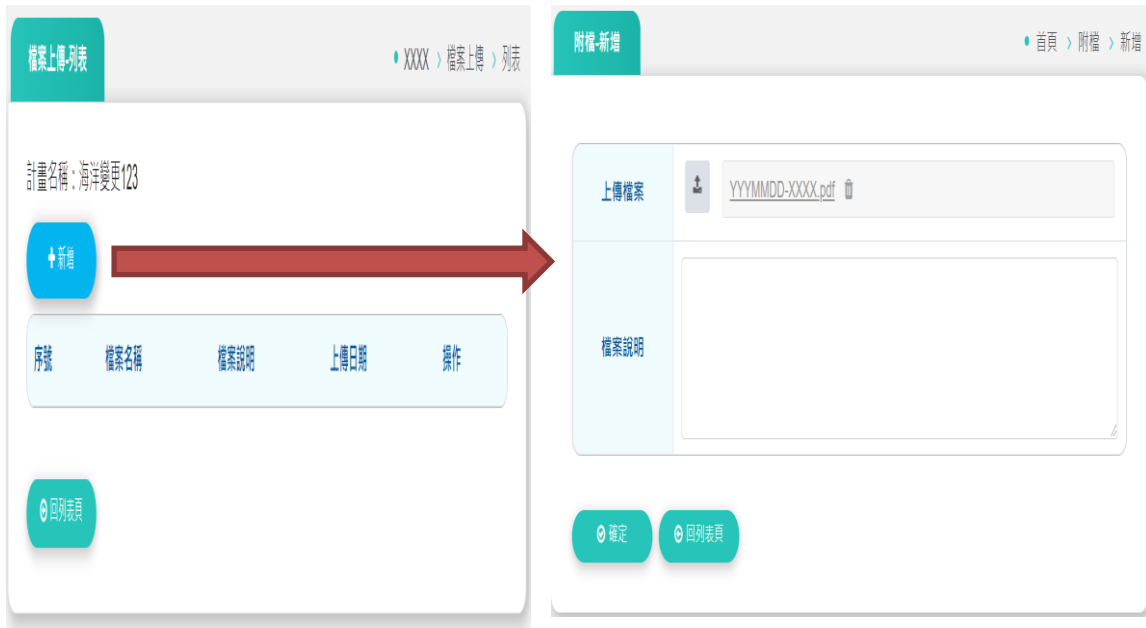 檔案上傳-列表
XXXX > 檔案上傳 > 列表
計畫名稱：海洋變更123
新增
序號 檔案名稱 檔案說明 上傳日期 操作
回列表頁
附檔-新增
首頁 > 附檔 > 新增
上傳檔案
YYYMMDD-XXXX.pdf
檔案說明
確定
回列表頁